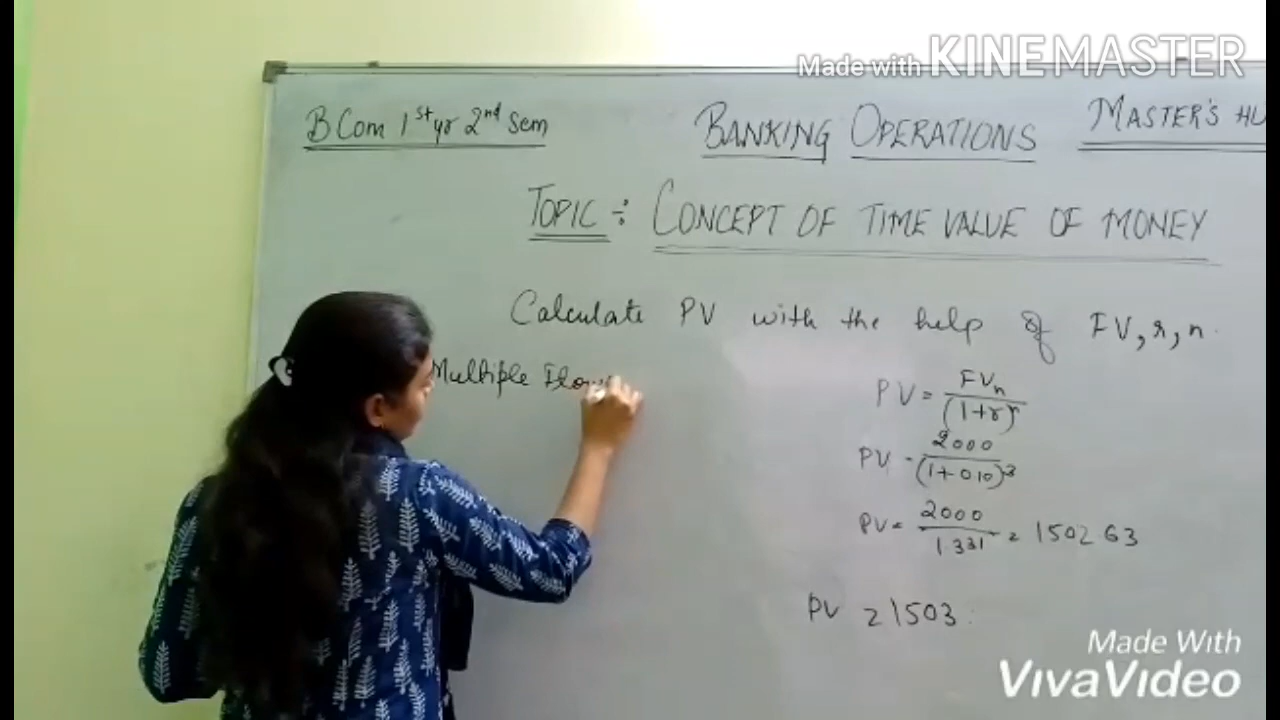 Made with KINEMASTER
B Com 1st yr 2nd Sem
BANKING OPERATIONS
MASTER'S HU
TOPIC ÷ CONCEPT OF TIME VALUE OF MONEY
Calculate PV with the help of FV, r, n.
Multiple Flow
PV = FVn / (1+r)^n
PV = 2000 / (1+0.10)^3
PV = 2000 / 1.331 = 1502.63
PV = 1503.
Made With
VivaVideo